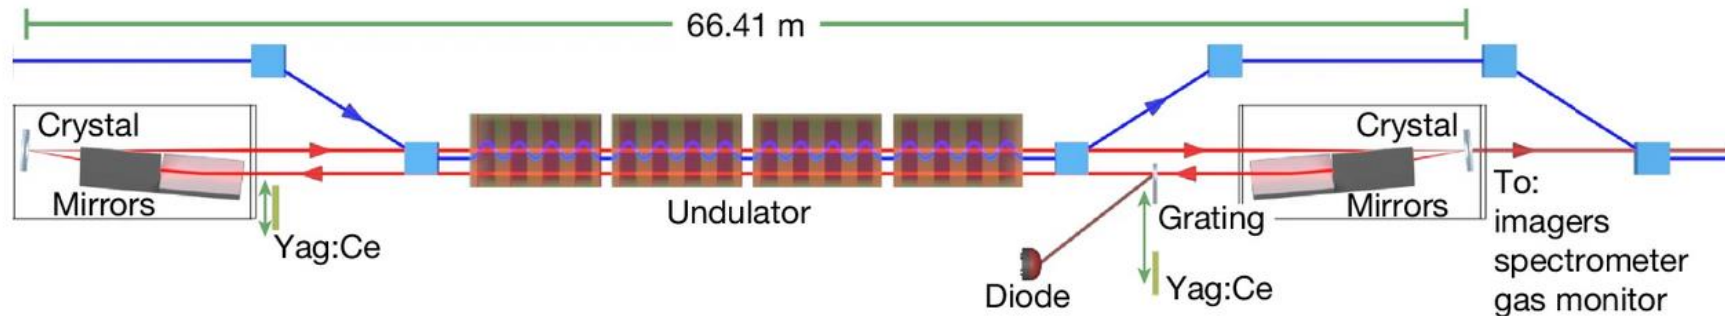 66.41 m
Crystal
Mirrors
Yag:Ce
Undulator
Diode
Grating
Yag:Ce
Crystal
Mirrors
To:
imagers
spectrometer
gas monitor